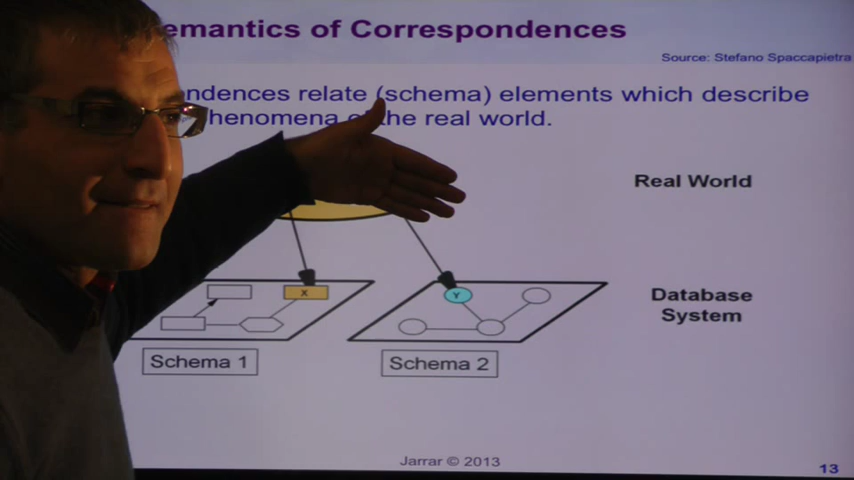 emantics of Correspondences
Source: Stefano Spaccapietra
ndences relate (schema) elements which describe
henomena the real world.
Real World
X
Y
Database
System
Schema 1
Schema 2
Jarrar © 2013
13